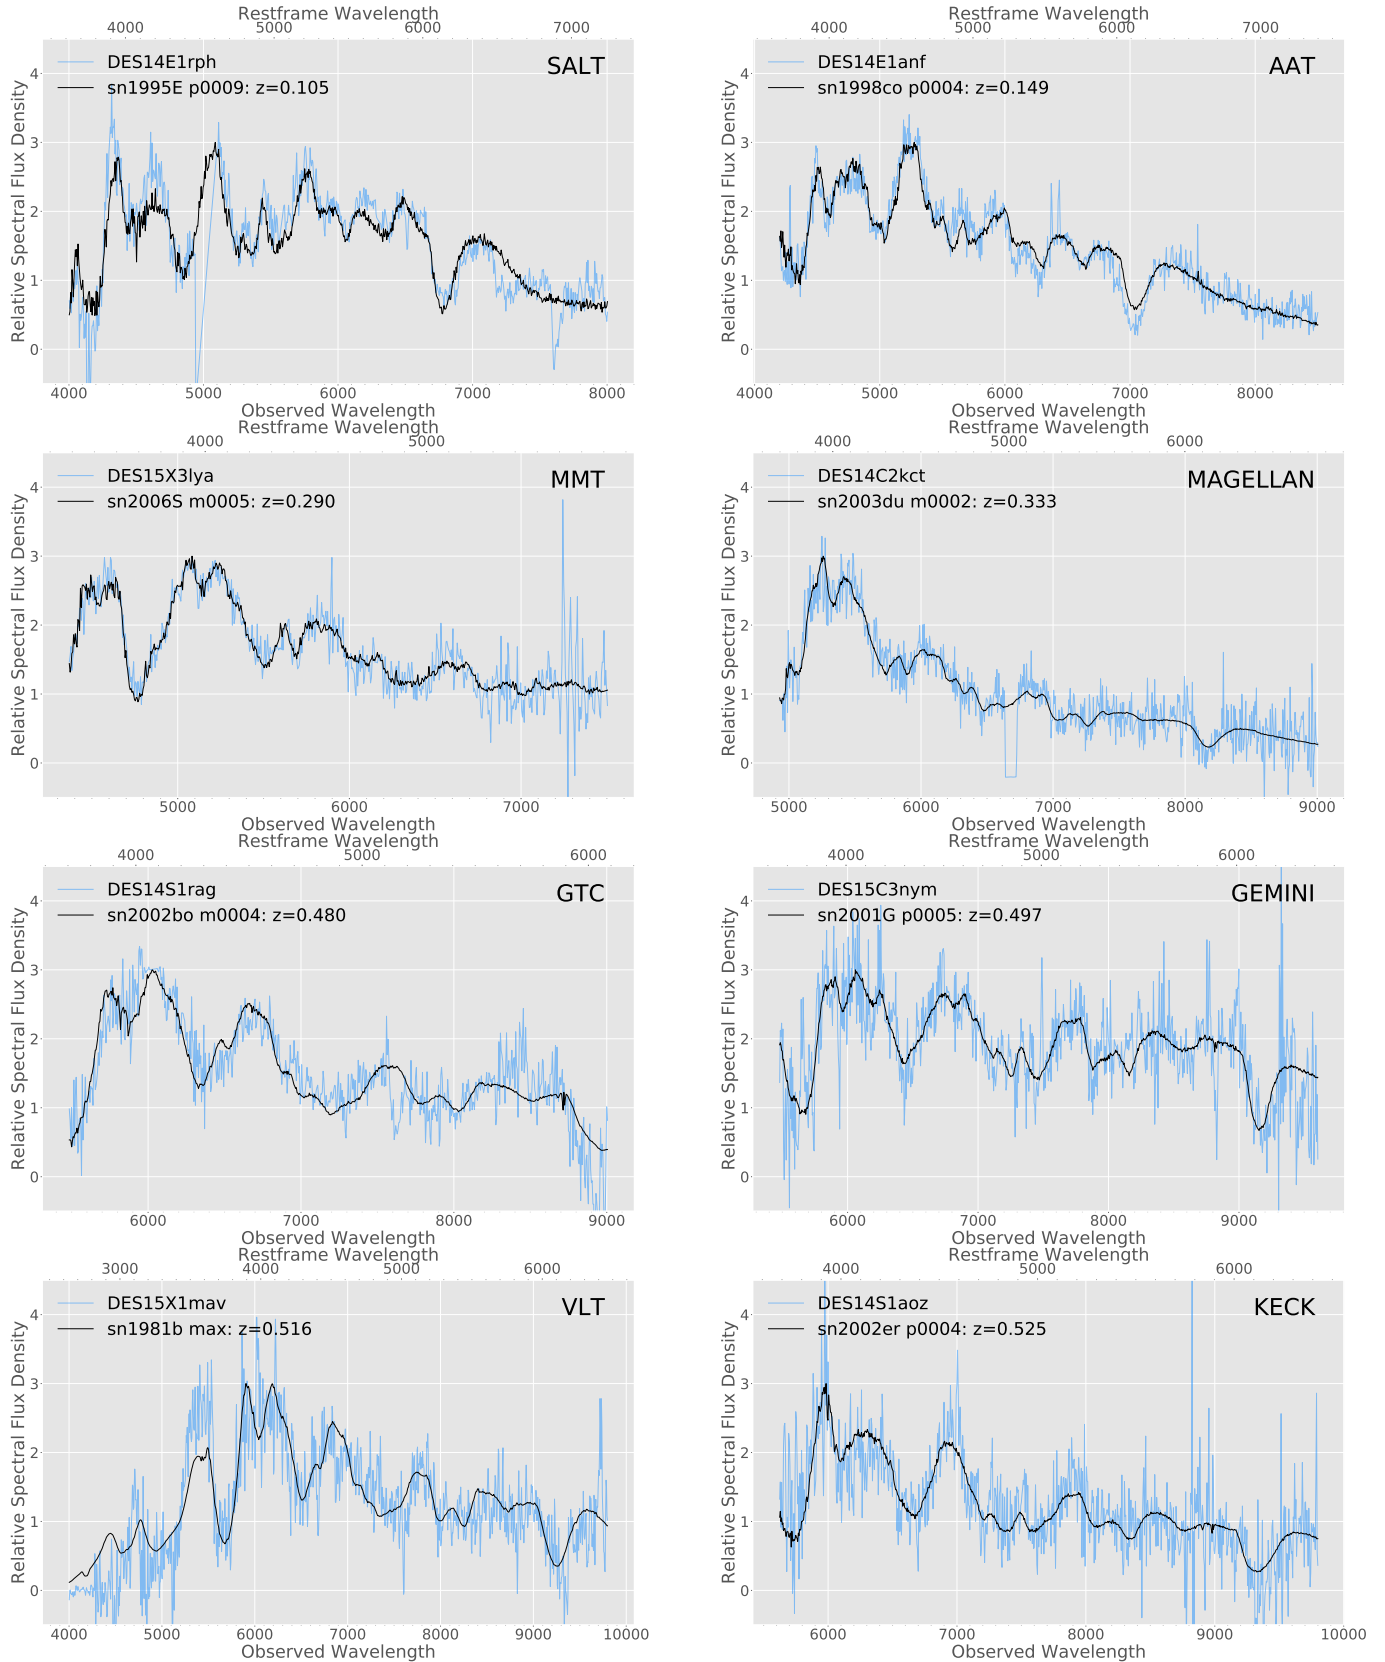 Restframe Wavelength
4000 5000 6000 7000
DES14E1rph
sn1995E p0009: z=0.105
SALT
Relative Spectral Flux Density
4
3
2
1
0
4000 5000 6000 7000 8000
Observed Wavelength
Restframe Wavelength
4000 5000 6000 7000
DES14E1anf
sn1998co p0004: z=0.149
AAT
Relative Spectral Flux Density
4
3
2
1
0
4000 5000 6000 7000 8000
Observed Wavelength
Restframe Wavelength
4000 5000
DES15X3lya
sn2006S m0005: z=0.290
MMT
Relative Spectral Flux Density
4
3
2
1
0
5000 6000 7000
Observed Wavelength
Restframe Wavelength
4000 5000 6000
DES14C2kct
sn2003du m0002: z=0.333
MAGELLAN
Relative Spectral Flux Density
4
3
2
1
0
5000 6000 7000 8000 9000
Observed Wavelength
Restframe Wavelength
4000 5000 6000
DES14S1rag
sn2002bo m0004: z=0.480
GTC
Relative Spectral Flux Density
4
3
2
1
0
6000 7000 8000 9000
Observed Wavelength
Restframe Wavelength
4000 5000 6000
DES15C3nym
sn2001G p0005: z=0.497
GEMINI
Relative Spectral Flux Density
4
3
2
1
0
6000 7000 8000 9000
Observed Wavelength
Restframe Wavelength
3000 4000 5000 6000
DES15X1mav
sn1981b max: z=0.516
VLT
Relative Spectral Flux Density
4
3
2
1
0
4000 5000 6000 7000 8000 9000 10000
Observed Wavelength
Restframe Wavelength
4000 5000 6000
DES14S1aoz
sn2002er p0004: z=0.525
KECK
Relative Spectral Flux Density
4
3
2
1
0
6000 7000 8000 9000 10000
Observed Wavelength